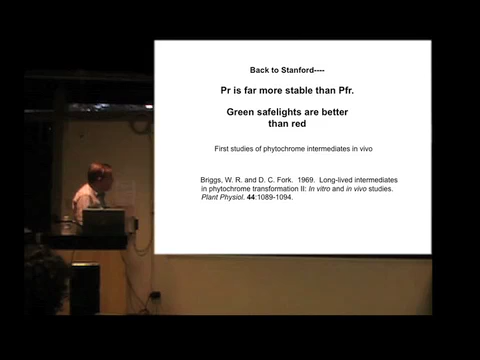 Back to Stanford----
Pr is far more stable than Pfr.
Green safelights are better
than red
First studies of phytochrome intermediates in vivo
Briggs, W. R. and D. C. Fork. 1969. Long-lived intermediates
in phytochrome transformation II: In vitro and in vivo studies.
Plant Physiol. 44:1089-1094.